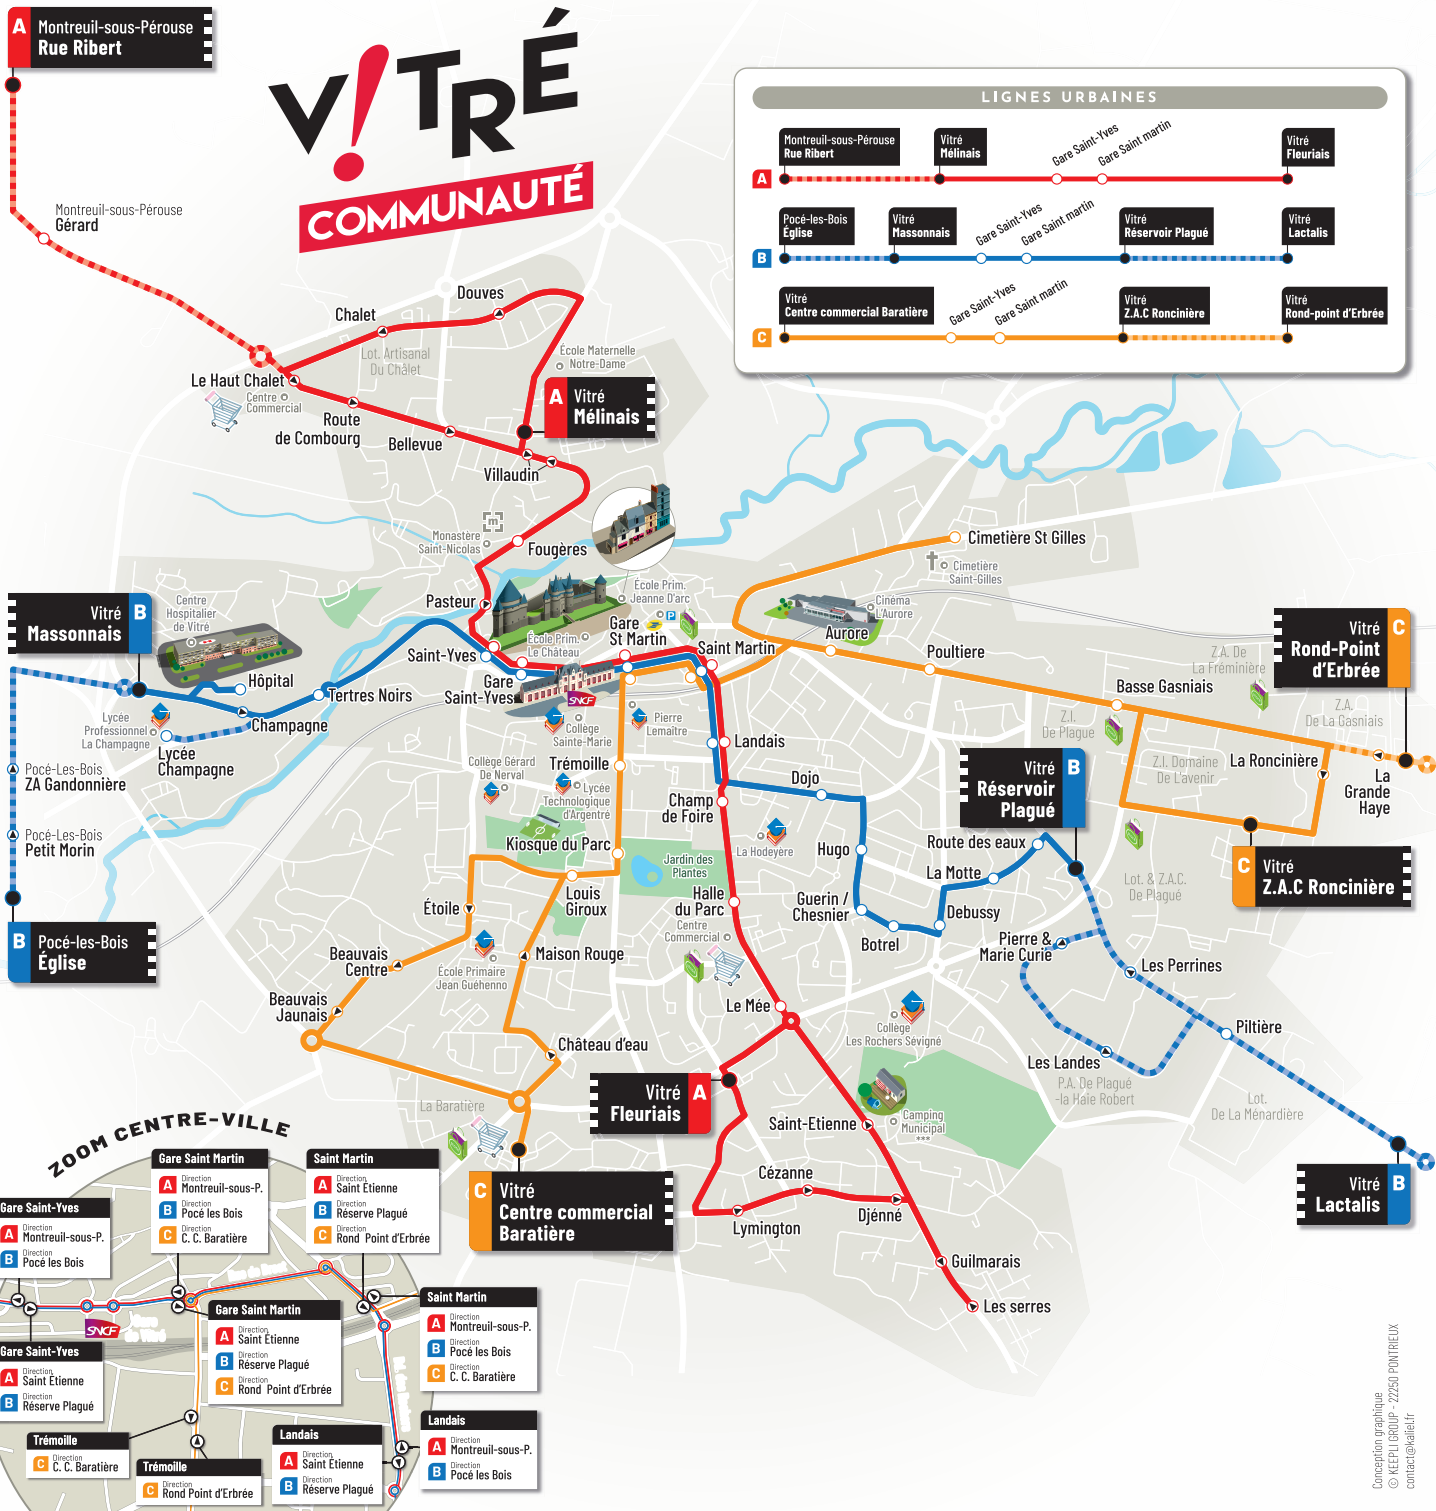 A
Montreuil-sous-Pérouse
Rue Ribert
V!TRÉ
COMMUNAUTÉ
LIGNES URBAINES
A
Montreuil-sous-Pérouse
Rue Ribert
Vitré
Mélinais
Gare Saint-Yves
Gare Saint martin
Vitré
Fleuriais
B
Pocé-les-Bois
Église
Vitré
Massonnais
Gare Saint-Yves
Gare Saint martin
Vitré
Réservoir Plagué
Vitré
Lactalis
C
Vitré
Centre commercial Baratière
Gare Saint-Yves
Gare Saint martin
Vitré
Z.A.C Roncinière
Vitré
Rond-point d'Erbrée
Montreuil-sous-Pérouse
Gérard
Douves
Chalet
Lot. Artisanal
Du Châlet
École Maternelle
Notre-Dame
Le Haut Chalet
Centre
Commercial
A
Vitré
Mélinais
Route
de Combourg
Bellevue
Villaudin
m
Monastère
Saint-Nicolas
Fougères
Cimetière St Gilles
Cimetière
Saint-Gilles
Pasteur
École Prim.
Jeanne D'arc
P
Cinéma
L'Aurore
Centre
Hospitalier
de Vitré
Vitré
Massonnais
B
École Prim.
Le Château
Gare
St Martin
Saint Martin
Aurore
Poultiere
Vitré
Rond-Point
d'Erbrée
C
Z.A. De
La Fréminière
Saint-Yves
Gare
Saint-Yves
SNCF
Hôpital
Tertres Noirs
Basse Gasniais
Z.I.
De Plague
Z.A.
De La Gasniais
Lycée
Professionnel
La Champagne
Champagne
Lycée
Champagne
Collège
Sainte-Marie
Pierre
Lemaître
Landais
Pocé-Les-Bois
ZA Gandonnière
Collège Gérard
De Nerval
Trémoille
Lycée
Technologique
d'Argentré
Dojo
Vitré
Réservoir
Plagué
B
Z.I. Domaine
De L'avenir
La Roncinière
La
Grande
Haye
Champ
de Foire
Pocé-Les-Bois
Petit Morin
Kiosque du Parc
La Hodeyère
Hugo
Route des eaux
Jardin des
Plantes
La Motte
Lot. & Z.A.C.
De Plagué
C
Vitré
Z.A.C Roncinière
Louis
Giroux
Halle
du Parc
Guerin /
Chesnier
Debussy
Étoile
Centre
Commercial
Botrel
Pierre &
Marie Curie
Les Perrines
B
Pocé-les-Bois
Église
Beauvais
Centre
École Primaire
Jean Guéhenno
Maison Rouge
Beauvais
Jaunais
Le Mée
Collège
Les Rochers Sévigné
Piltière
Château d'eau
Les Landes
P.A. De Plagué
-la Haie Robert
Lot.
De La Ménardière
Vitré
Fleuriais
A
La Baratière
Saint-Etienne
Camping
Municipal
***
Cézanne
Lymington
Djénné
C
Vitré
Centre commercial
Baratière
Vitré
Lactalis
B
Guilmarais
Les serres
ZOOM CENTRE-VILLE
Gare Saint Martin
A Direction
Montreuil-sous-P.
B Direction
Pocé les Bois
C Direction
C. C. Baratière
Saint Martin
A Direction
Saint Étienne
B Direction
Réserve Plagué
C Direction
Rond Point d'Erbrée
Gare Saint-Yves
A Direction
Montreuil-sous-P.
B Direction
Pocé les Bois
Gare Saint Martin
A Direction
Saint Étienne
B Direction
Réserve Plagué
C Direction
Rond Point d'Erbrée
Saint Martin
A Direction
Montreuil-sous-P.
B Direction
Pocé les Bois
C Direction
C. C. Baratière
SNCF
Gare Saint-Yves
A Direction
Saint Étienne
B Direction
Réserve Plagué
Trémoille
C Direction
C. C. Baratière
Trémoille
C Direction
Rond Point d'Erbrée
Landais
A Direction
Saint Étienne
B Direction
Réserve Plagué
Landais
A Direction
Montreuil-sous-P.
B Direction
Pocé les Bois
Conception graphique
© KEEPLI GROUP - 22250 PONTRIEUX
contact@kaliel.fr